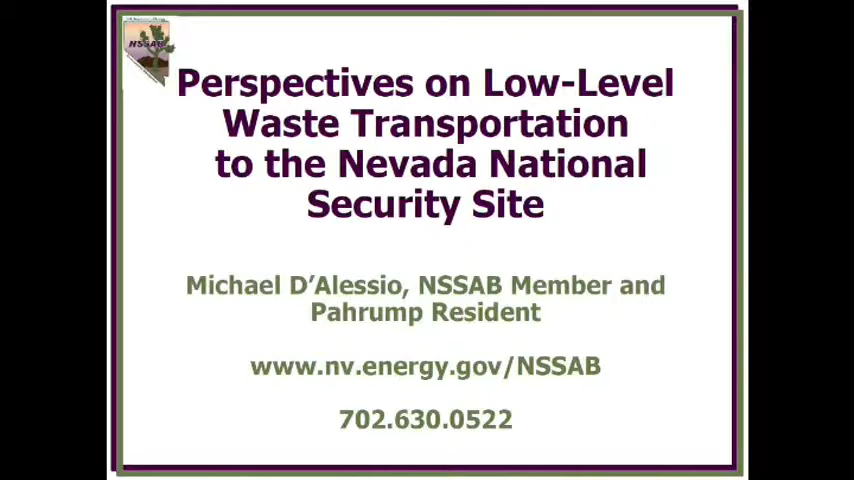 NSSAB
Perspectives on Low-Level
Waste Transportation
to the Nevada National
Security Site
Michael D’Alessio, NSSAB Member and
Pahrump Resident
www.nv.energy.gov/NSSAB
702.630.0522